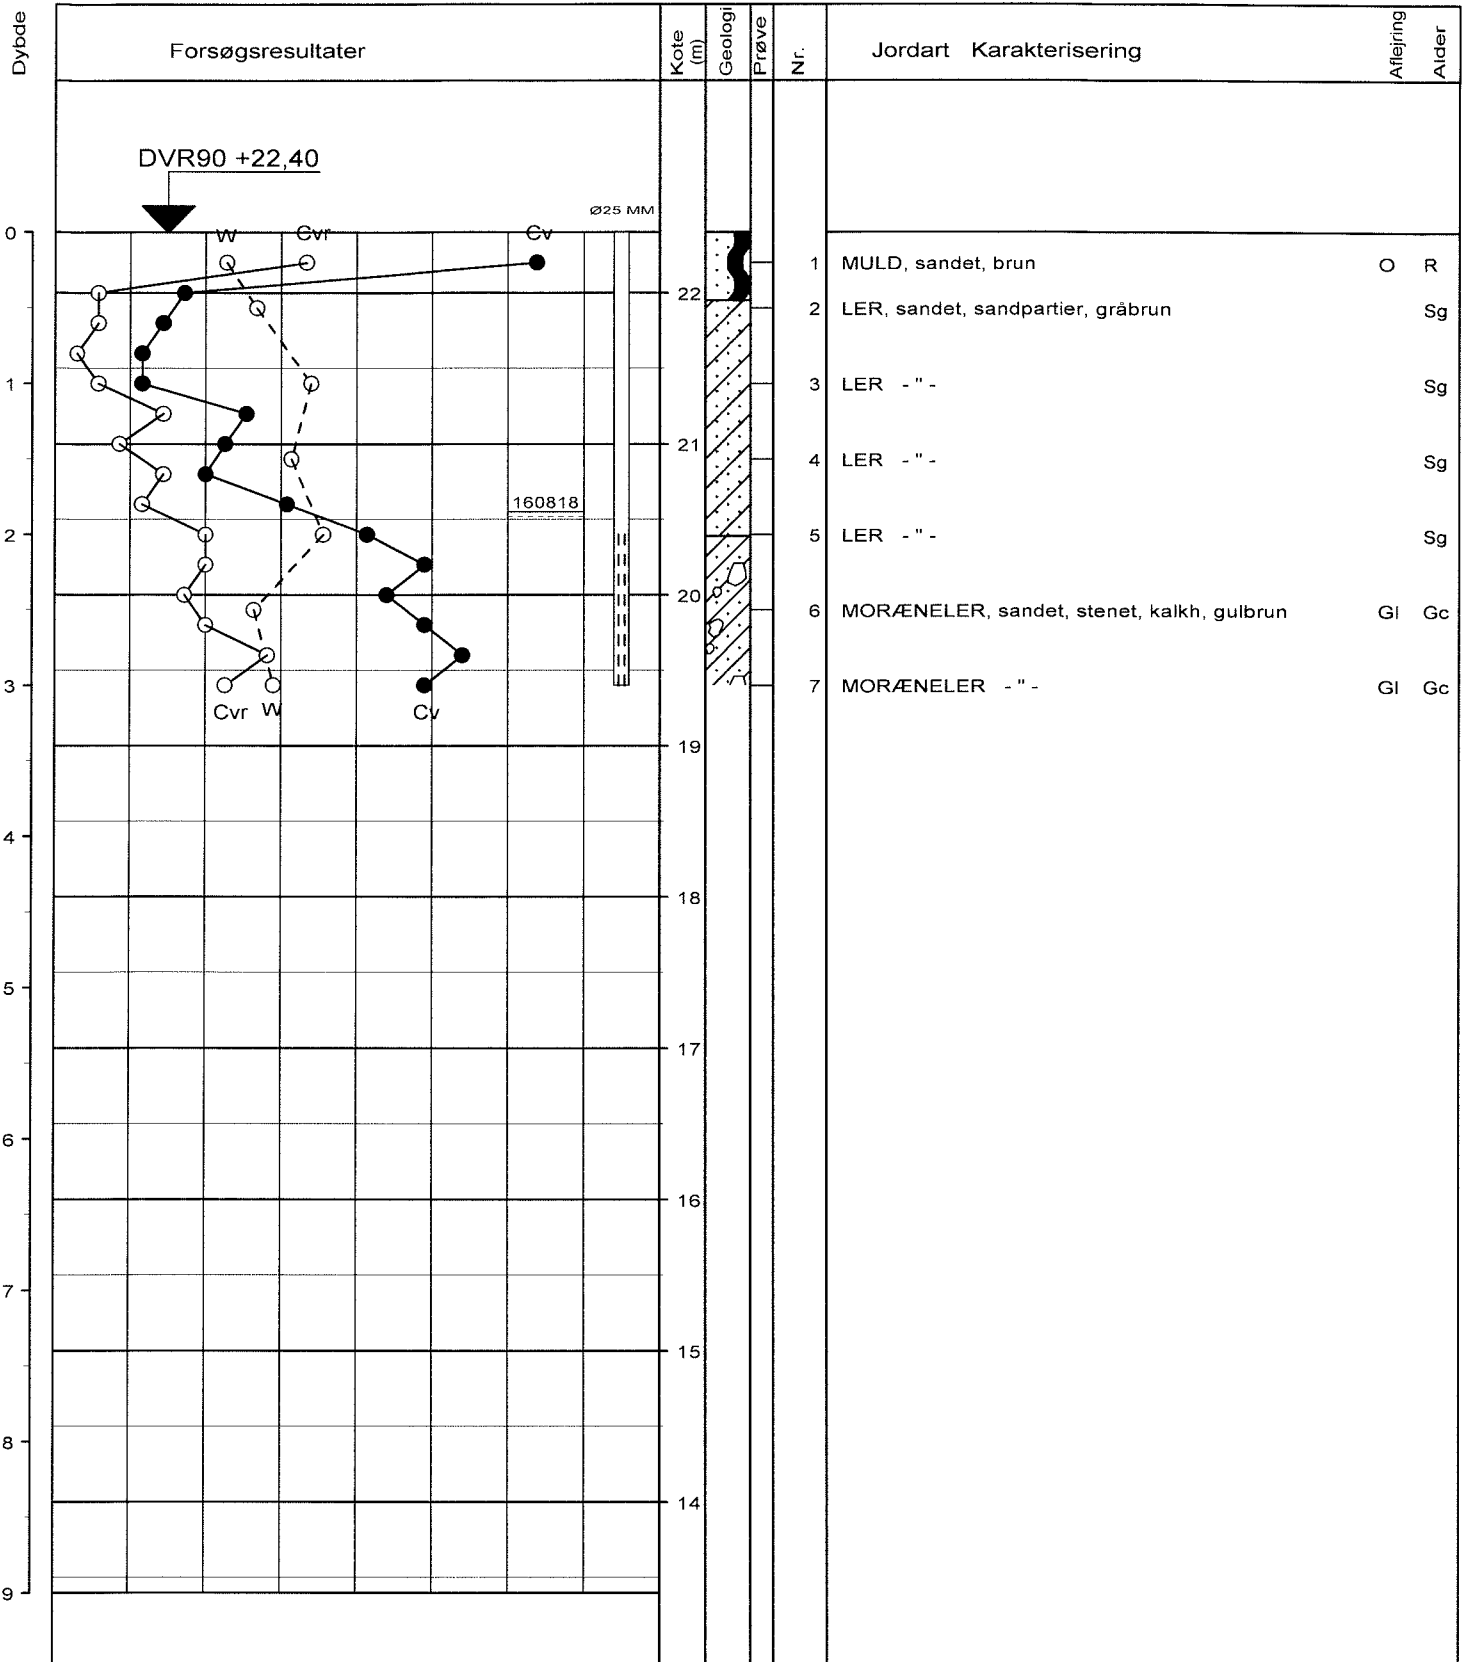 Dybde
Forsøgsresultater
Kote (m)
Geologi
Prøve
Nr.
Jordart Karakterisering
Aflejring
Alder
DVR90 +22,40
Ø25 MM
0
W
Cvr
Cv
1 MULD, sandet, brun O R
22
2 LER, sandet, sandpartier, gråbrun Sg
1
3 LER - " - Sg
21
4 LER - " - Sg
160818
2
5 LER - " - Sg
20
6 MORÆNELER, sandet, stenet, kalkh, gulbrun Gl Gc
3
7 MORÆNELER - " - Gl Gc
Cvr
W
Cv
19
4
18
5
17
6
16
7
15
8
14
9